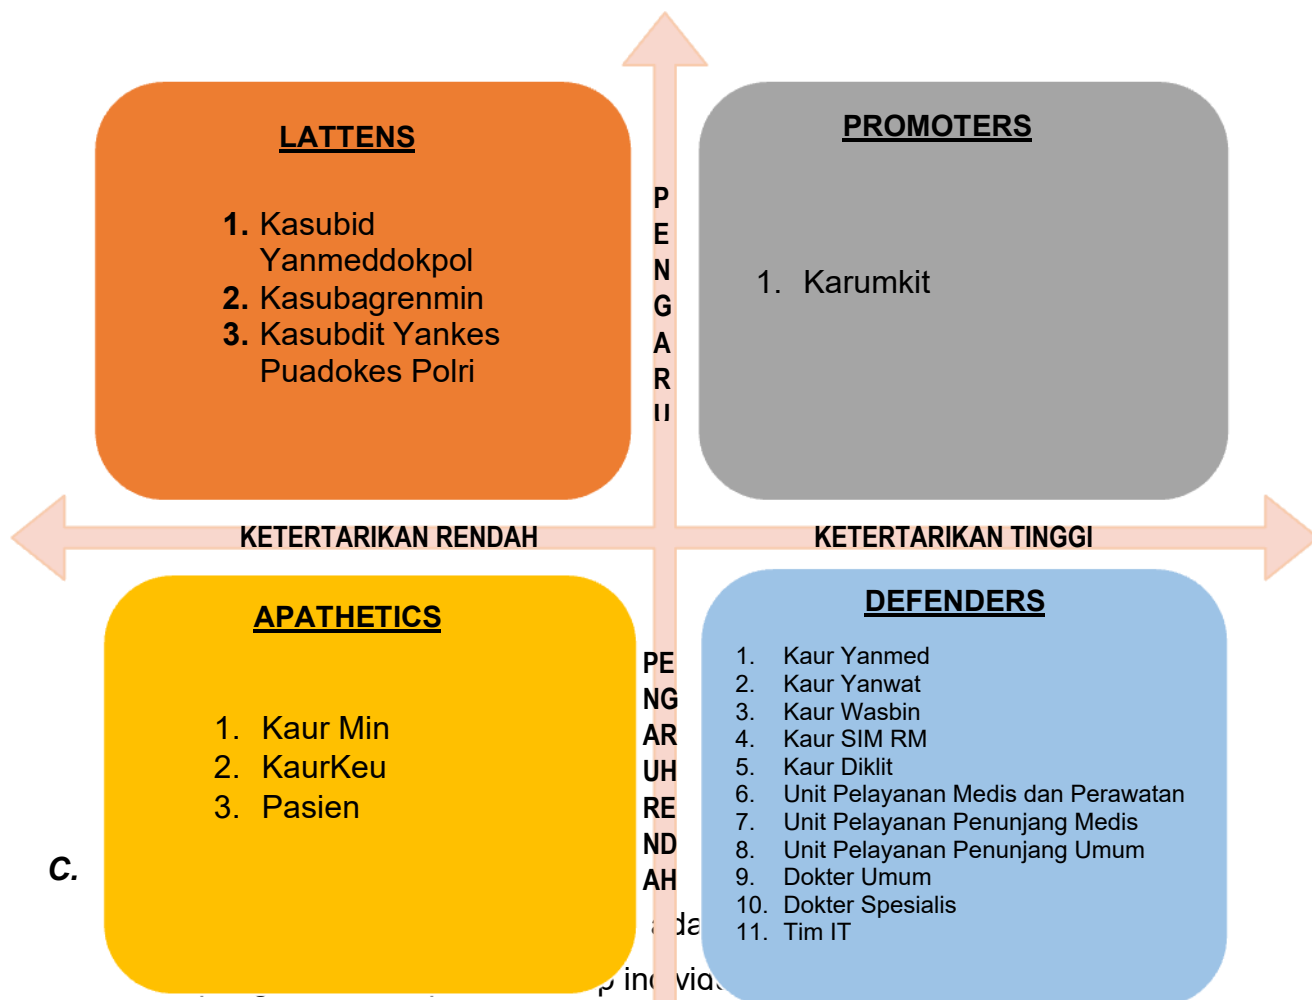 LATTENS
1. Kasubid
Yanmeddokpol
2. Kasubagrenmin
3. Kasubdit Yankes
Puadokes Polri
P
E
N
G
A
R
U
PROMOTERS
1. Karumkit
KETERTARIKAN RENDAH
KETERTARIKAN TINGGI
APATHETICS
1. Kaur Min
2. KaurKeu
3. Pasien
PE
NG
AR
UH
RE
ND
AH
DEFENDERS
1. Kaur Yanmed
2. Kaur Yanwat
3. Kaur Wasbin
4. Kaur SIM RM
5. Kaur Diklit
6. Unit Pelayanan Medis dan Perawatan
7. Unit Pelayanan Penunjang Medis
8. Unit Pelayanan Penunjang Umum
9. Dokter Umum
10. Dokter Spesialis
11. Tim IT
C.